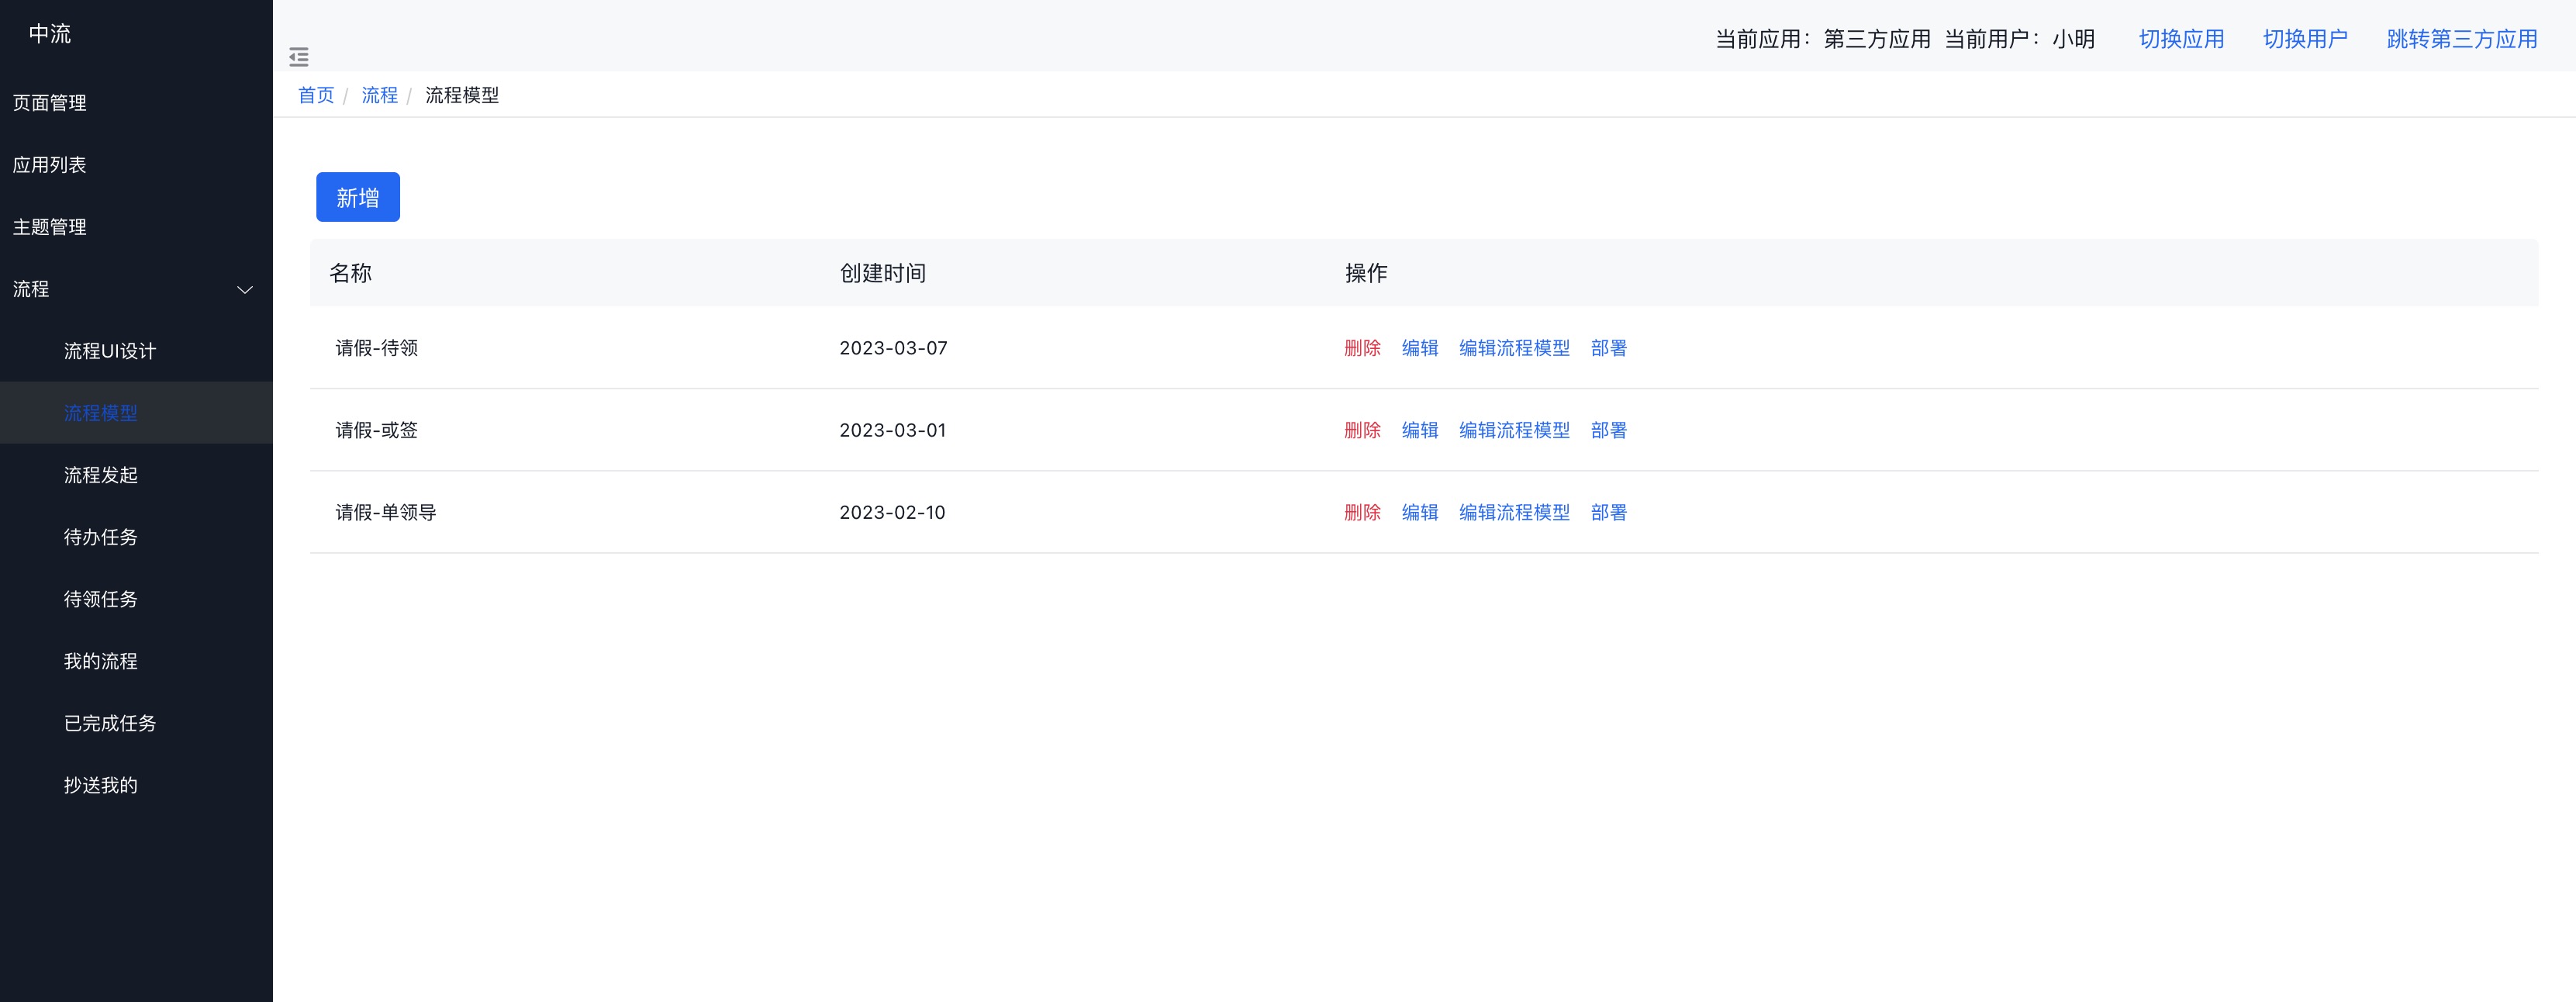 中流
页面管理
应用列表
主题管理
流程
流程UI设计
流程模型
流程发起
待办任务
待领任务
我的流程
已完成任务
抄送我的
当前应用：第三方应用 当前用户：小明 切换应用 切换用户 跳转第三方应用
首页 / 流程 / 流程模型
新增
名称 创建时间 操作
请假-待领 2023-03-07 删除 编辑 编辑流程模型 部署
请假-或签 2023-03-01 删除 编辑 编辑流程模型 部署
请假-单领导 2023-02-10 删除 编辑 编辑流程模型 部署